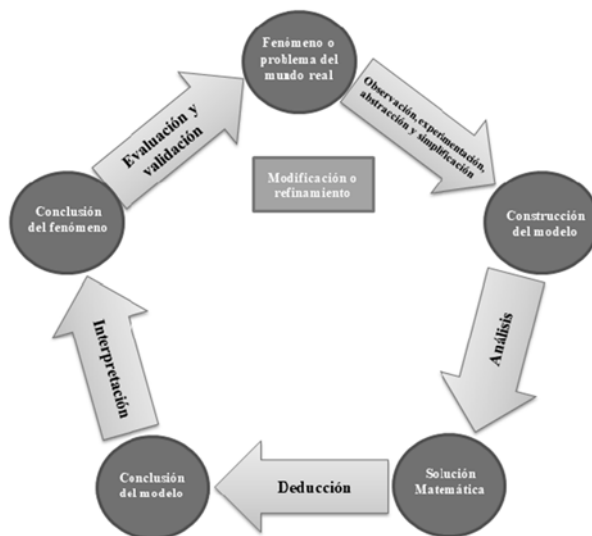 Fenómeno o
problema del
mundo real
Observación, experimentación,
abstracción y simplificación
Construcción
del modelo
Análisis
Solución
Matemática
Deducción
Conclusión
del modelo
Interpretación
Conclusión
del fenómeno
Evaluación y
validación
Modificación o
refinamiento